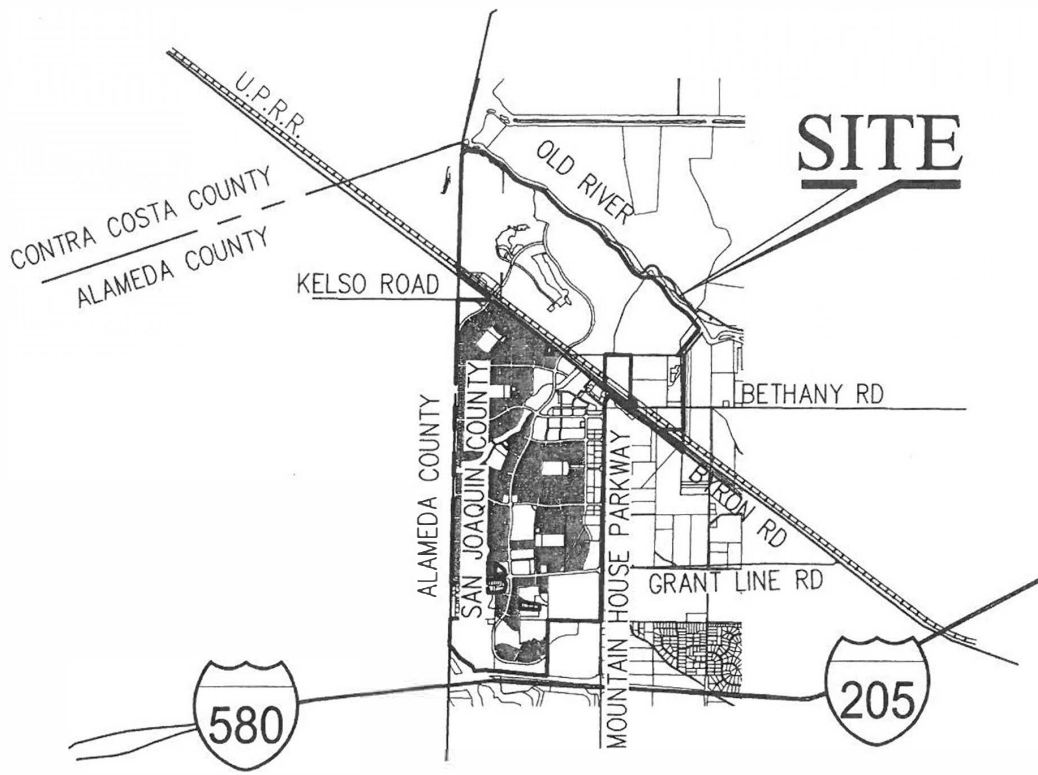 U.P.R.R.
OLD RIVER
SITE
CONTRA COSTA COUNTY
ALAMEDA COUNTY
KELSO ROAD
BETHANY RD
ALAMEDA COUNTY
SAN JOAQUIN COUNTY
MOUNTAIN HOUSE PARKWAY
BYRON RD
GRANT LINE RD
580
205